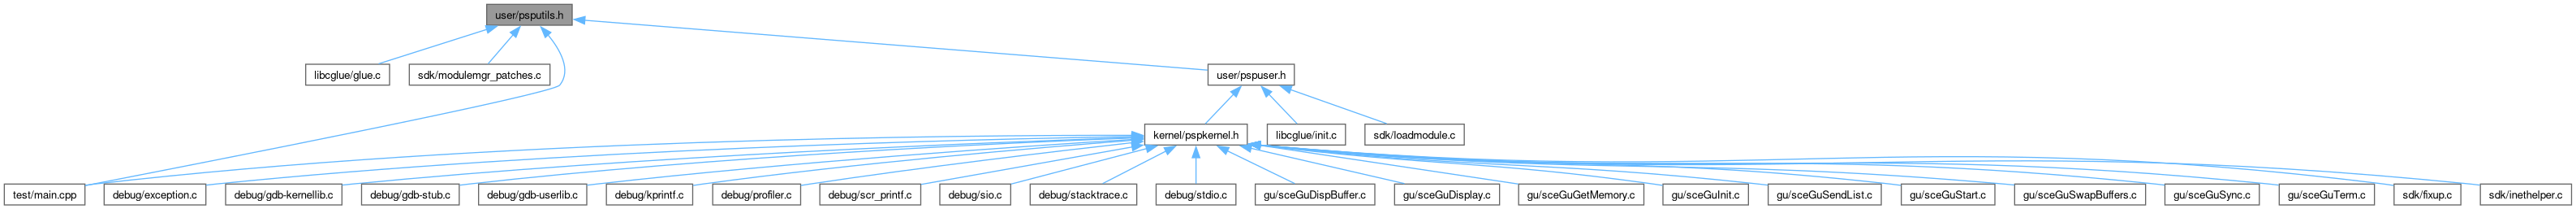 user/psputils.h
libcglue/glue.c
sdk/modulemgr_patches.c
user/pspuser.h
kernel/pspkernel.h
libcglue/init.c
sdk/loadmodule.c
test/main.cpp
debug/exception.c
debug/gdb-kernellib.c
debug/gdb-stub.c
debug/gdb-userlib.c
debug/kprintf.c
debug/profiler.c
debug/scr_printf.c
debug/sio.c
debug/stacktrace.c
debug/stdio.c
gu/sceGuDispBuffer.c
gu/sceGuDisplay.c
gu/sceGuGetMemory.c
gu/sceGuInit.c
gu/sceGuSendList.c
gu/sceGuStart.c
gu/sceGuSwapBuffers.c
gu/sceGuSync.c
gu/sceGuTerm.c
sdk/fixup.c
sdk/inethelper.c